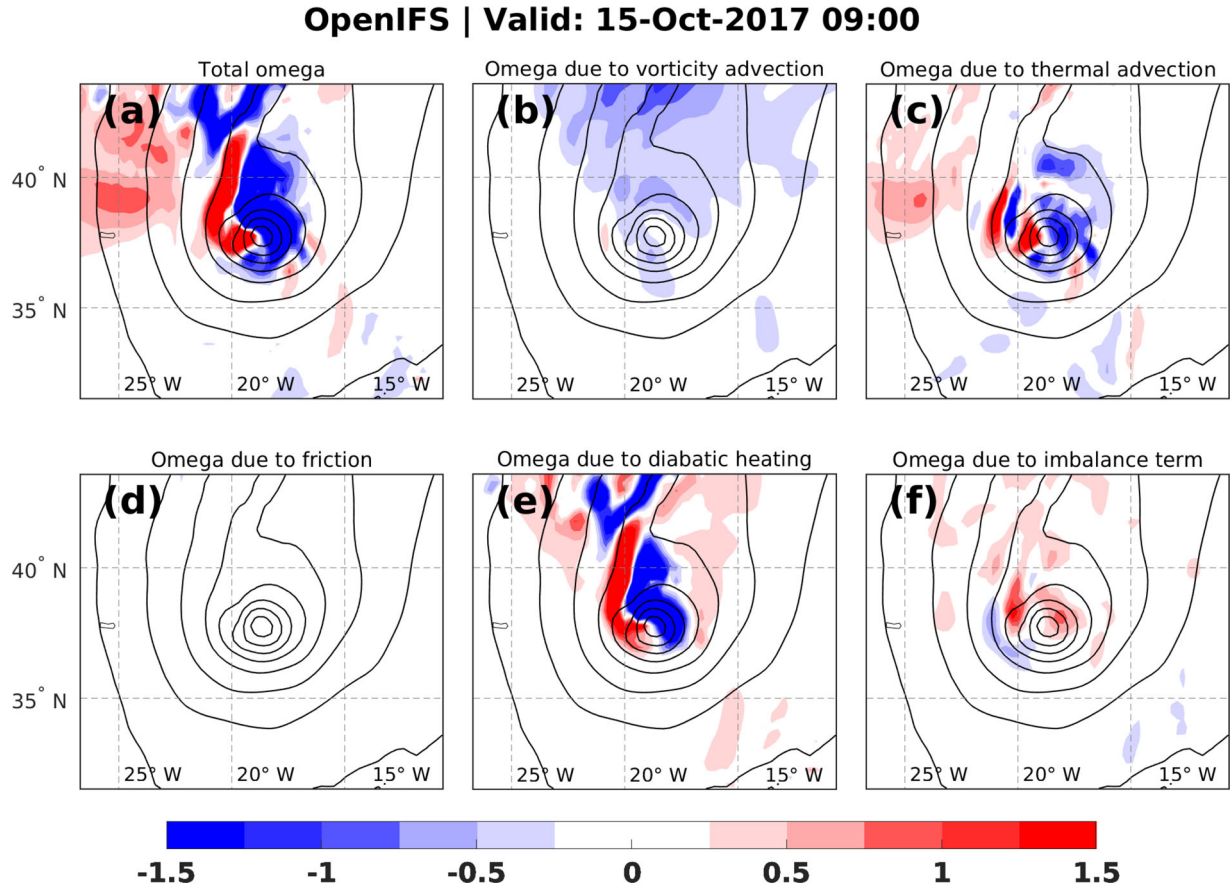 OpenIFS | Valid: 15-Oct-2017 09:00
Total omega
Omega due to vorticity advection
Omega due to thermal advection
(a)
(b)
(c)
40° N
35° N
25° W 20° W 15° W
25° W 20° W 15° W
25° W 20° W 15° W
Omega due to friction
Omega due to diabatic heating
Omega due to imbalance term
(d)
(e)
(f)
40° N
35° N
25° W 20° W 15° W
25° W 20° W 15° W
25° W 20° W 15° W
-1.5 -1 -0.5 0 0.5 1 1.5